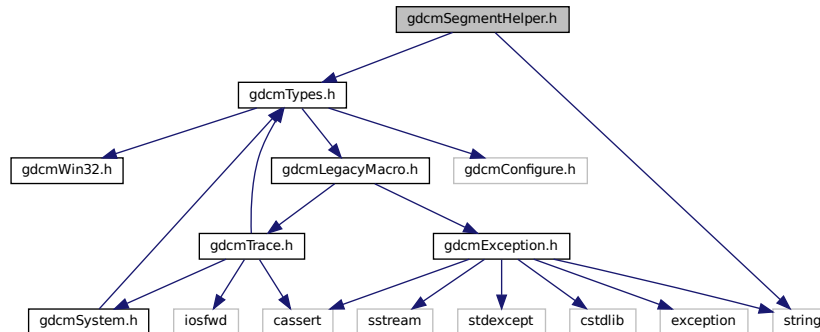 gdcmSegmentHelper.h
gdcmTypes.h
gdcmWin32.h
gdcmLegacyMacro.h
gdcmConfigure.h
gdcmTrace.h
gdcmException.h
gdcmSystem.h
iosfwd
cassert
sstream
stdexcept
cstdlib
exception
string